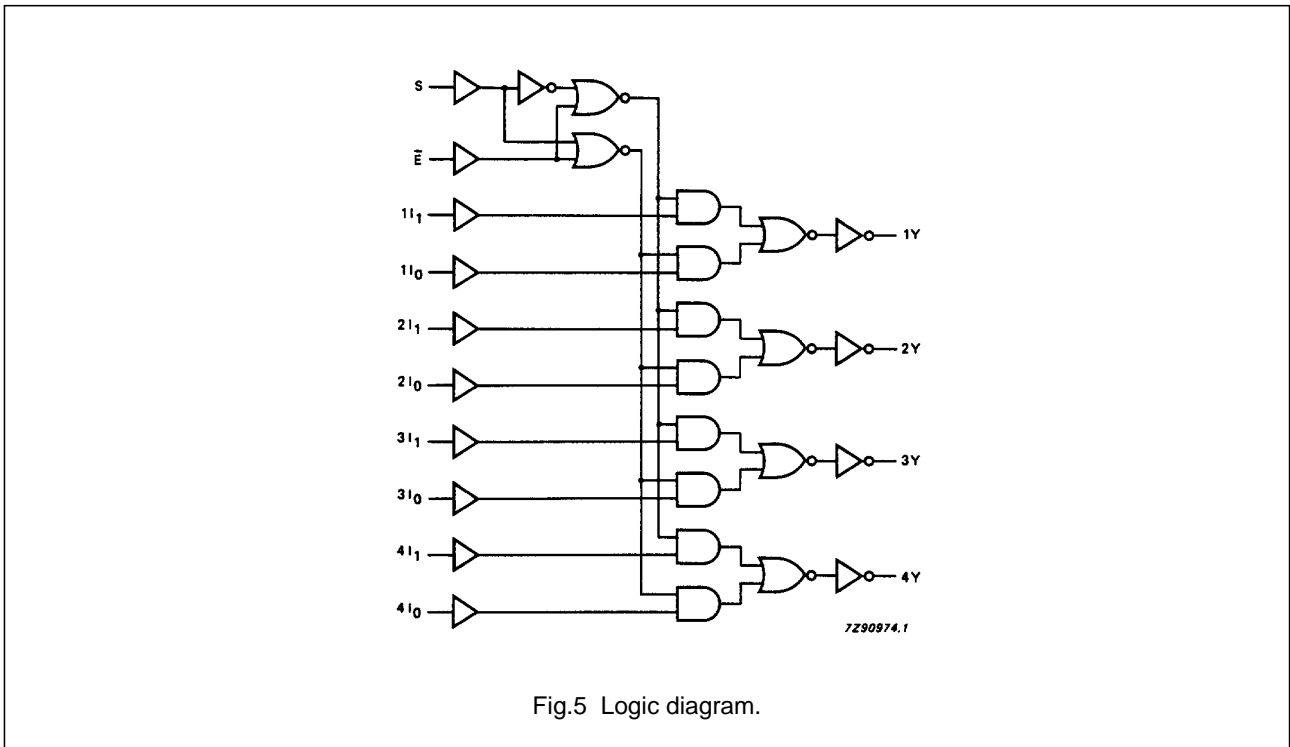 S
E̅
1I₁
1I₀
1Y
2I₁
2Y
2I₀
3I₁
3Y
3I₀
4I₁
4Y
4I₀
7Z90974.1
Fig.5 Logic diagram.